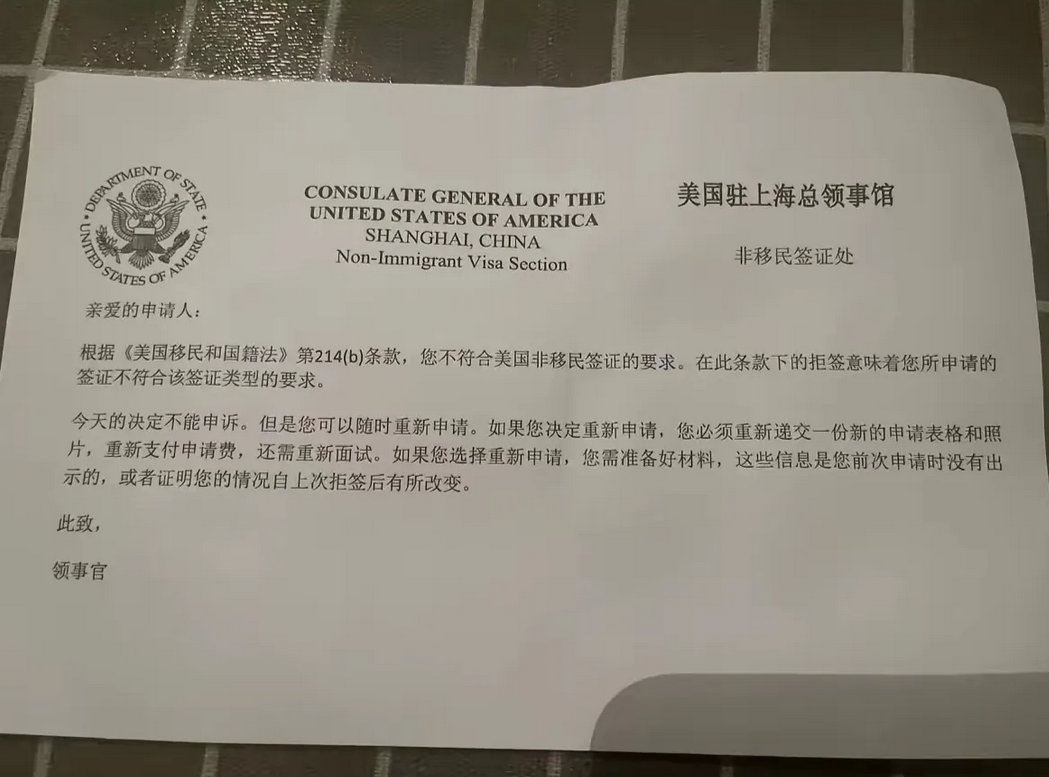 DEPARTMENT OF STATE
UNITED STATES OF AMERICA
CONSULATE GENERAL OF THE
UNITED STATES OF AMERICA
SHANGHAI, CHINA
Non-Immigrant Visa Section
美国驻上海总领事馆
非移民签证处
亲爱的申请人：
根据《美国移民和国籍法》第214(b)条款，您不符合美国非移民签证的要求。在此条款下的拒签意味着您所申请的
签证不符合该签证类型的要求。
今天的决定不能申诉。但是您可以随时重新申请。如果您决定重新申请，您必须重新递交一份新的申请表格和照
片，重新支付申请费，还需重新面试。如果您选择重新申请，您需准备好材料，这些信息是您前次申请时没有出
示的，或者证明您的情况自上次拒签后有所改变。
此致，
领事官